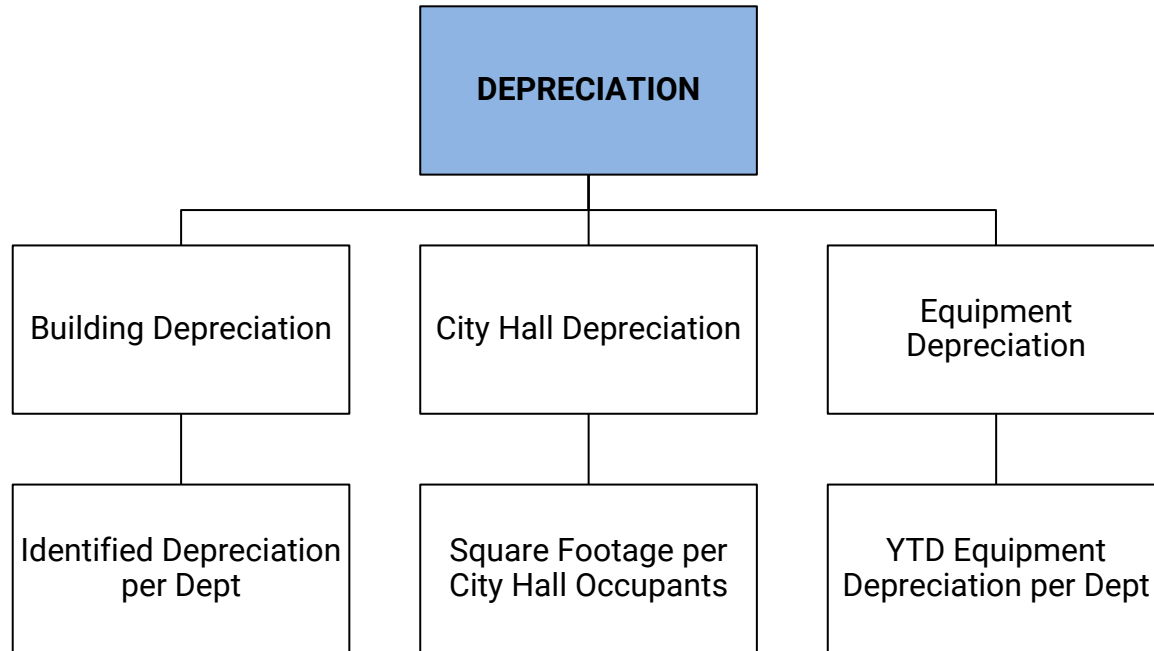 DEPRECIATION
Building Depreciation
City Hall Depreciation
Equipment
Depreciation
Identified Depreciation
per Dept
Square Footage per
City Hall Occupants
YTD Equipment
Depreciation per Dept